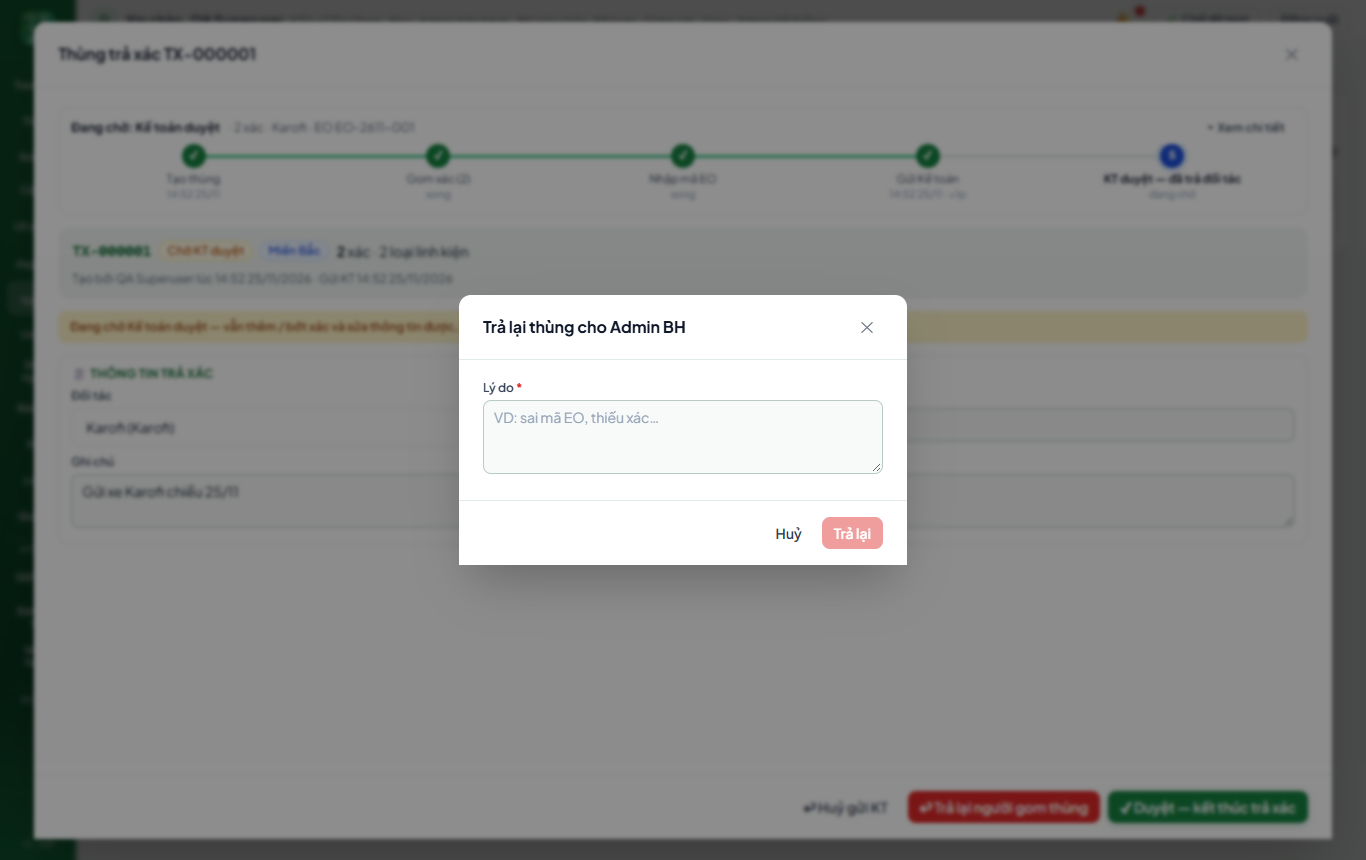 Thùng trả xác TX-000001
Đang chờ: Kế toán duyệt · 2 xác · Karofi · EO EO-2611-001
Xem chi tiết
Tạo thùng
14:52 25/11
Gom xác (2)
xong
Nhập mã EO
xong
Gửi Kế toán
KT duyệt — đã trả đối tác
đang chờ
TX-000001 Chờ KT duyệt Miền Bắc 2 xác · 2 loại linh kiện
Tạo bởi QA Superuser lúc 14:52 25/11/2026 · Gửi KT 14:52 25/11/2026
Đang chờ Kế toán duyệt — vẫn thêm / bớt xác và sửa thông tin được.
THÔNG TIN TRẢ XÁC
Đối tác
Karofi (Karofi)
Ghi chú
Gửi xe Karofi chiều 25/11
Trả lại thùng cho Admin BH
Lý do *
VD: sai mã EO, thiếu xác…
Huỷ Trả lại
Huỷ gửi KT Trả lại người gom thùng ✓ Duyệt — kết thúc trả xác